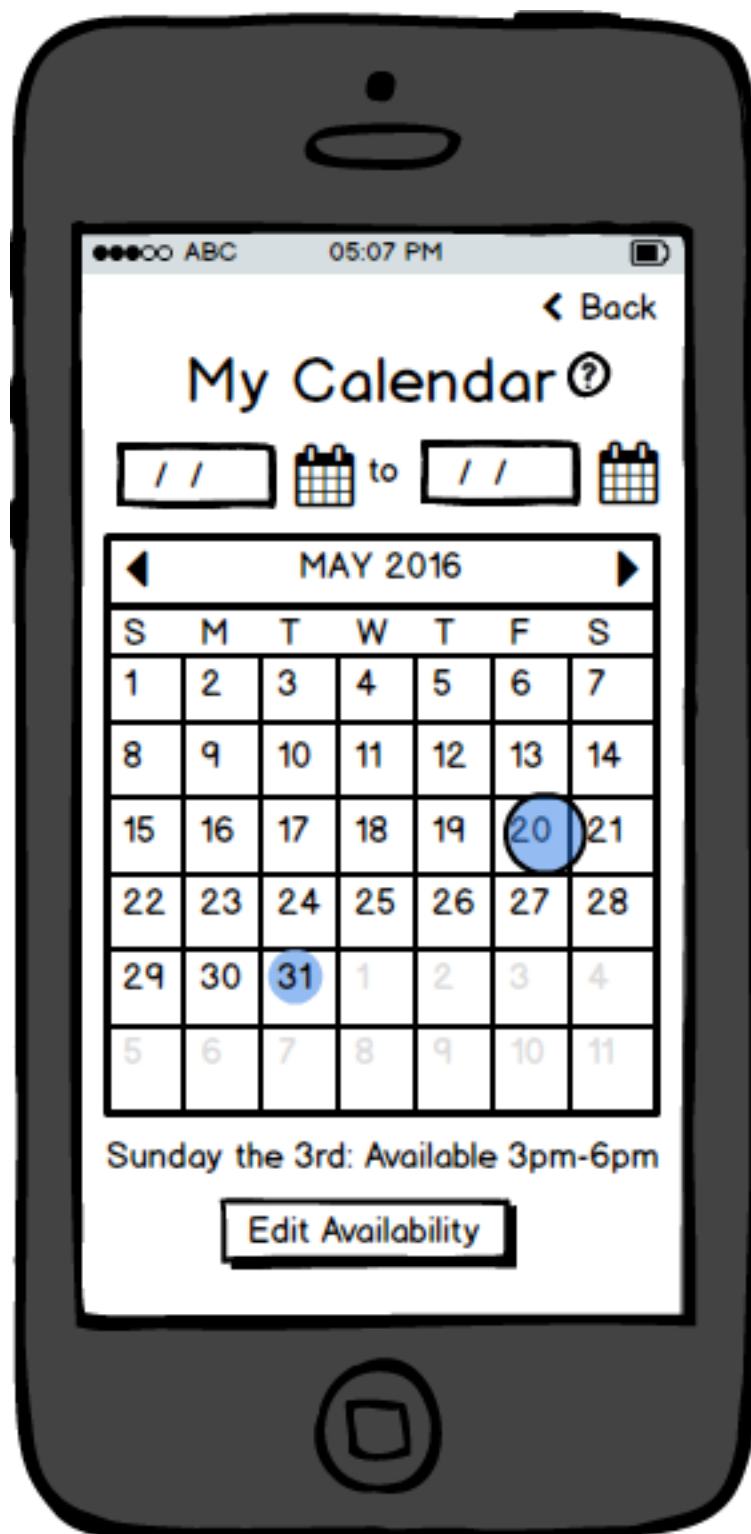 ABC 05:07 PM
Back
My Calendar ?
/ / to / /
MAY 2016
S M T W T F S
1 2 3 4 5 6 7
8 9 10 11 12 13 14
15 16 17 18 19 20 21
22 23 24 25 26 27 28
29 30 31 1 2 3 4
5 6 7 8 9 10 11
Sunday the 3rd: Available 3pm-6pm
Edit Availability